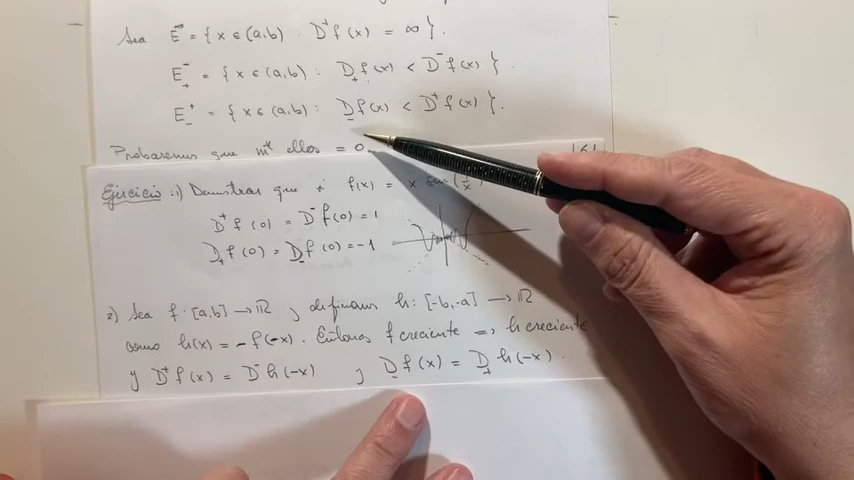 Sea E^∞ = { x ∈ (a,b) : D⁺f(x) = ∞ }.
E₊⁻ = { x ∈ (a,b) : D₊f(x) < D⁻f(x) }.
E₋⁺ = { x ∈ (a,b) : D₋f(x) < D⁺f(x) }.
Probaremos que m* ellos = 0.
Ejercicio :1) Demostrar que si f(x) = x sen(1/x)
D⁺f(0) = D⁻f(0) = 1
D₊f(0) = D₋f(0) = -1
2) Sea f : [a,b] → ℝ y definamos h : [-b,-a] → ℝ
como h(x) = -f(-x). Entonces f creciente ⇒ h creciente
y D⁺f(x) = D⁻h(-x) y D₋f(x) = D₊h(-x).